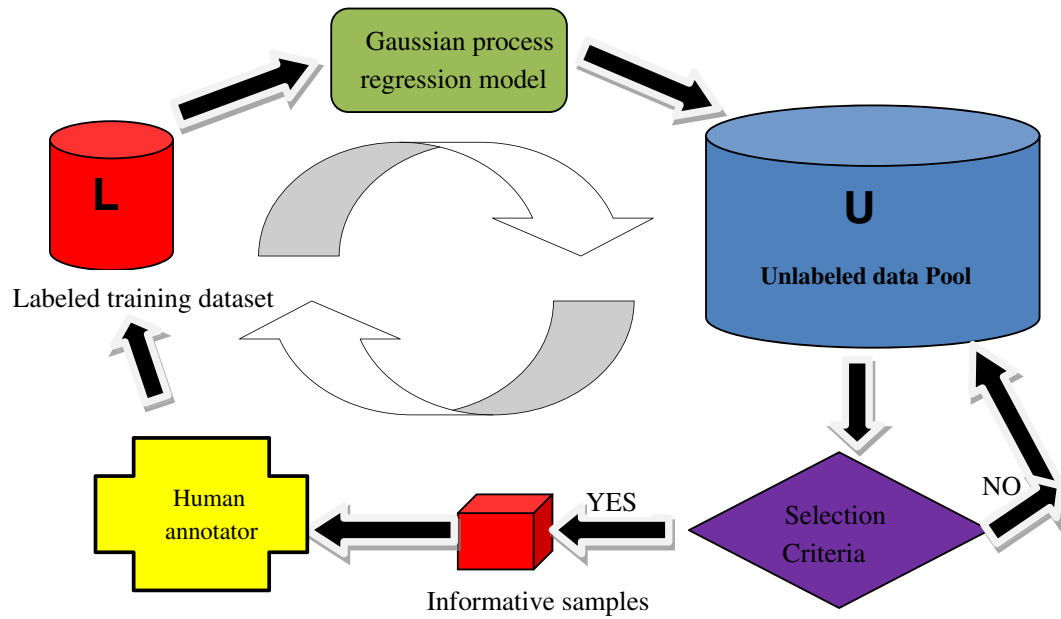 Gaussian process
regression model
L
Labeled training dataset
U
Unlabeled data Pool
NO
YES
Selection
Criteria
Human
annotator
Informative samples